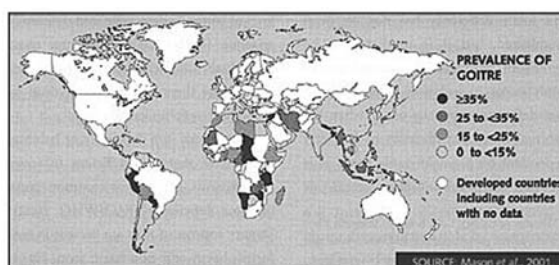 PREVALENCE OF
GOITRE
≥35%
25 to <35%
15 to <25%
0 to <15%
Developed countries
including countries
with no data
SOURCE: Mason et al., 2001